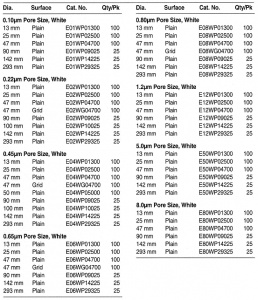 Dia. Surface Cat. No. Qty/Pk
0.10µm Pore Size, White
13 mm Plain E01WP01300 100
25 mm Plain E01WP02500 100
47 mm Plain E01WP04700 100
90 mm Plain E01WP09025 25
142 mm Plain E01WP14225 25
293 mm Plain E01WP29325 25
0.22µm Pore Size, White
13 mm Plain E02WP01300 100
25 mm Plain E02WP02500 100
47 mm Plain E02WP04700 100
47 mm Grid E02WG04700 100
90 mm Plain E02WP09025 25
100 mm Plain E02WP10025 25
142 mm Plain E02WP14225 25
293 mm Plain E02WP29325 25
0.45µm Pore Size, White
13 mm Plain E04WP01300 100
25 mm Plain E04WP02500 100
47 mm Plain E04WP04700 100
47 mm Grid E04WG04700 100
50 mm Plain E04WP05000
90 mm Plain E04WP09025 25
142 mm Plain E04WP14225 25
293 mm Plain E04WP29325 25
0.65µm Pore Size, White
13 mm Plain E06WP01300 100
25 mm Plain E06WP02500 100
47 mm Plain E06WP04700 100
47 mm Grid E06WG04700 100
90 mm Plain E06WP09025 25
142 mm Plain E06WP14225 25
293 mm Plain E06WP29325 25
Dia. Surface Cat. No. Qty/Pk
0.80µm Pore Size, White
13 mm Plain E08WP01300 100
25 mm Plain E08WP02500 100
47 mm Plain E08WP04700 100
47 mm Grid E08WG04700 100
90 mm Plain E08WP09025 25
142 mm Plain E08WP14225 25
293 mm Plain E08WP29325 25
1.2µm Pore Size, White
13 mm Plain E12WP01300 100
25 mm Plain E12WP02500 100
47 mm Plain E12WP04700 100
90 mm Plain E12WP09025 25
142 mm Plain E12WP14225 25
293 mm Plain E12WP29325 25
5.0µm Pore Size, White
13 mm Plain E50WP01300 100
25 mm Plain E50WP02500 100
47 mm Plain E50WP04700 100
90 mm Plain E50WP09025 25
142 mm Plain E50WP14225 25
293 mm Plain E50WP29325 25
8.0µm Pore Size, White
13 mm Plain E80WP01300 100
25 mm Plain E80WP02500 100
47 mm Plain E80WP04700 100
90 mm Plain E80WP09025 25
142 mm Plain E80WP14225 25
293 mm Plain E80WP29325 25